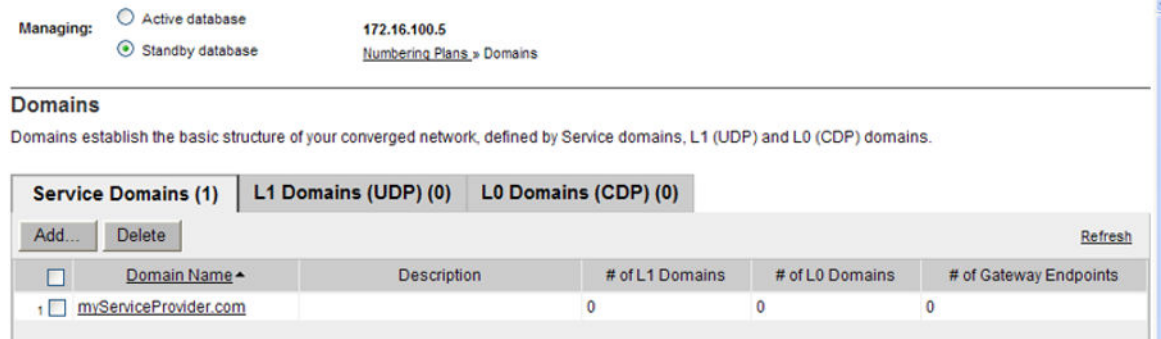 Managing: Active database
Standby database
172.16.100.5
Numbering Plans » Domains
Domains
Domains establish the basic structure of your converged network, defined by Service domains, L1 (UDP) and L0 (CDP) domains.
Service Domains (1) L1 Domains (UDP) (0) L0 Domains (CDP) (0)
Add... Delete Refresh
Domain Name Description # of L1 Domains # of L0 Domains # of Gateway Endpoints
1 myServiceProvider.com 0 0 0